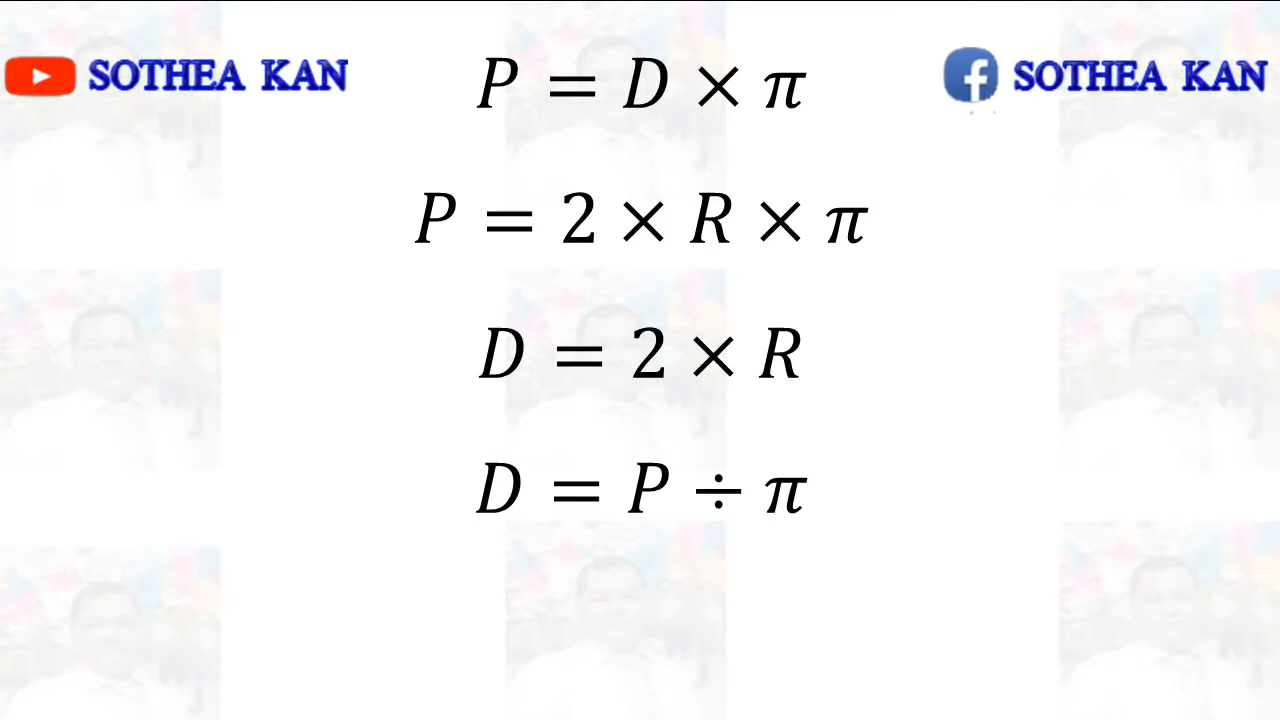 SOTHEA KAN
P = D × π
SOTHEA KAN
P = 2 × R × π
D = 2 × R
D = P ÷ π